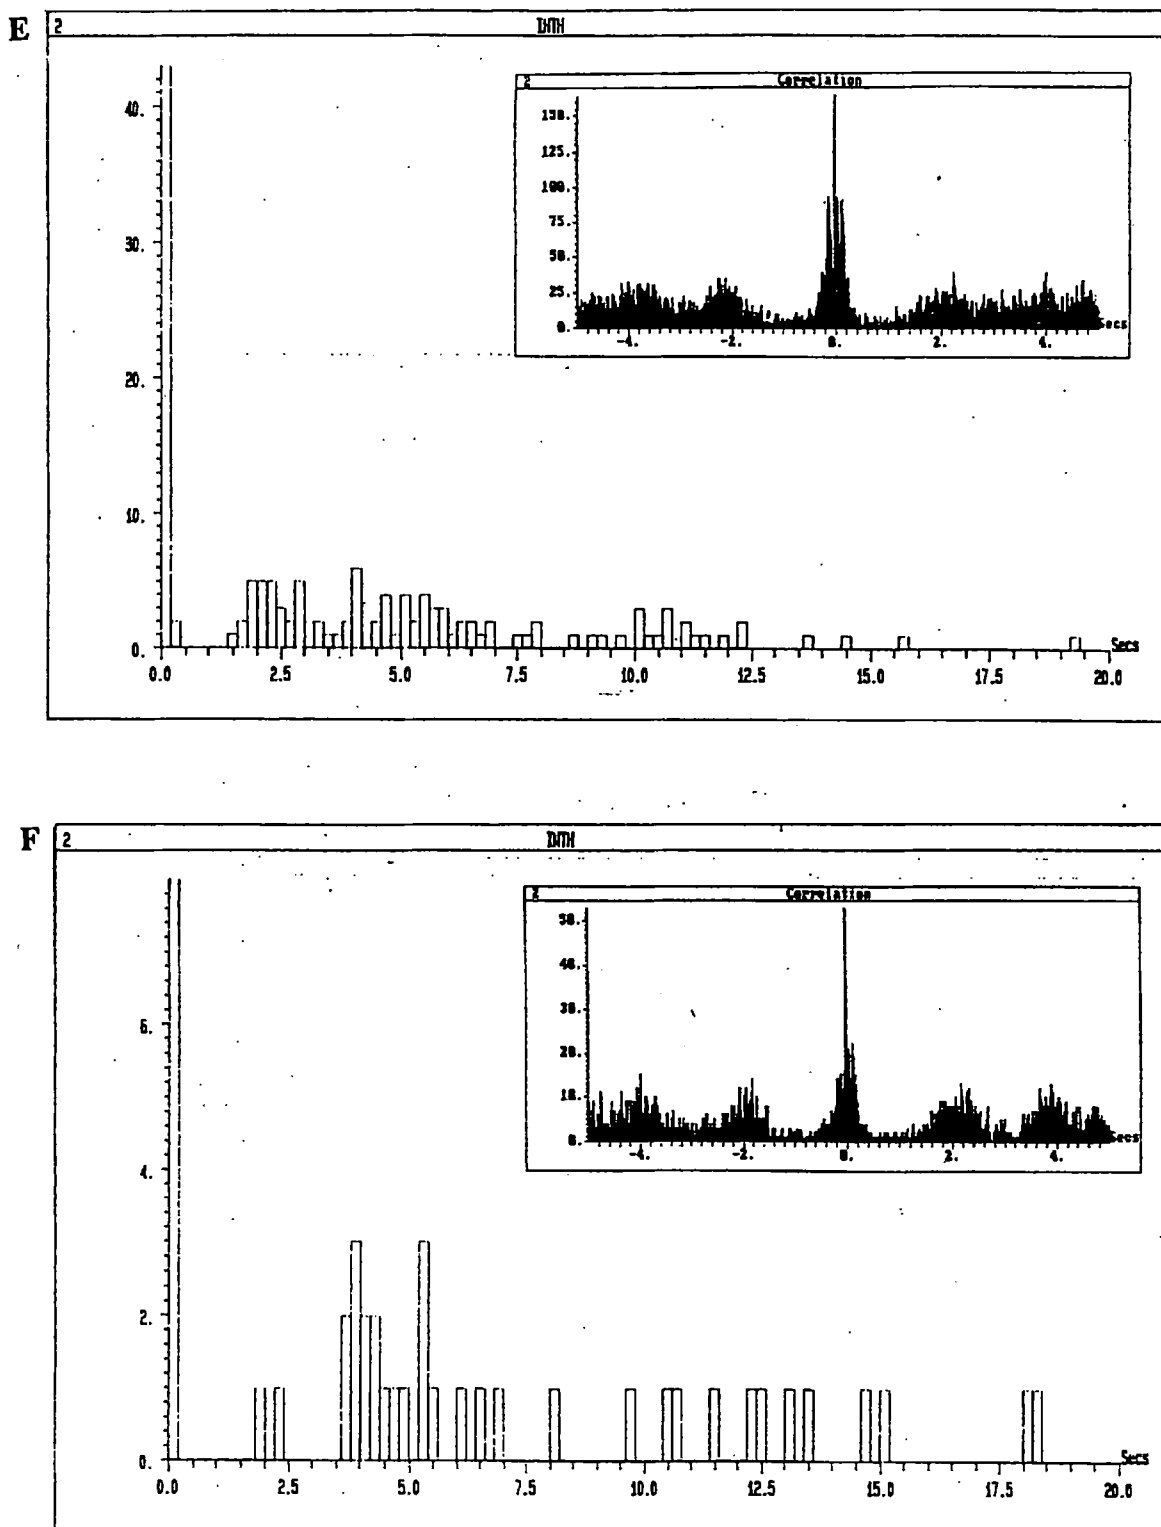 E
2 INTH
2 Correlation
40.
30.
20.
10.
0.
150.
125.
100.
75.
50.
25.
0.
-4. -2. 0. 2. 4. Secs
0.0 2.5 5.0 7.5 10.0 12.5 15.0 17.5 20.0 Secs
F
2 INTH
2 Correlation
6.
4.
2.
0.
50.
40.
30.
20.
10.
0.
-4. -2. 0. 2. 4. Secs
0.0 2.5 5.0 7.5 10.0 12.5 15.0 17.5 20.0 Secs